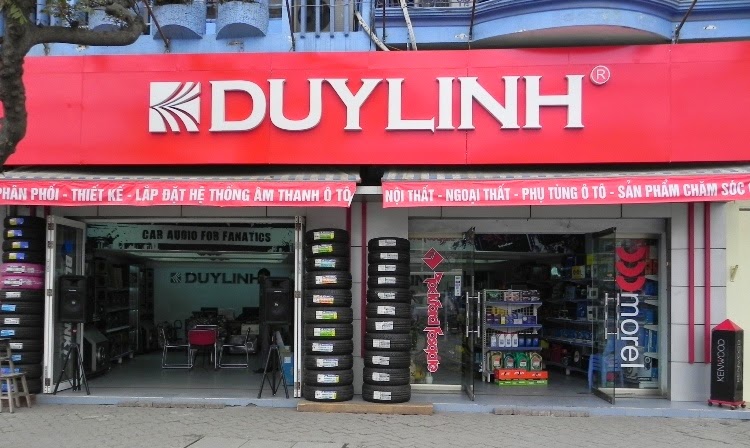 DUYLINH®
PHÂN PHỐI - THIẾT KẾ - LẮP ĐẶT HỆ THỐNG ÂM THANH Ô TÔ
NỘI THẤT - NGOẠI THẤT - PHỤ TÙNG Ô TÔ - SẢN PHẨM CHĂM SÓC
CAR AUDIO FOR FANATICS
DUYLINH
morel
KENWOOD